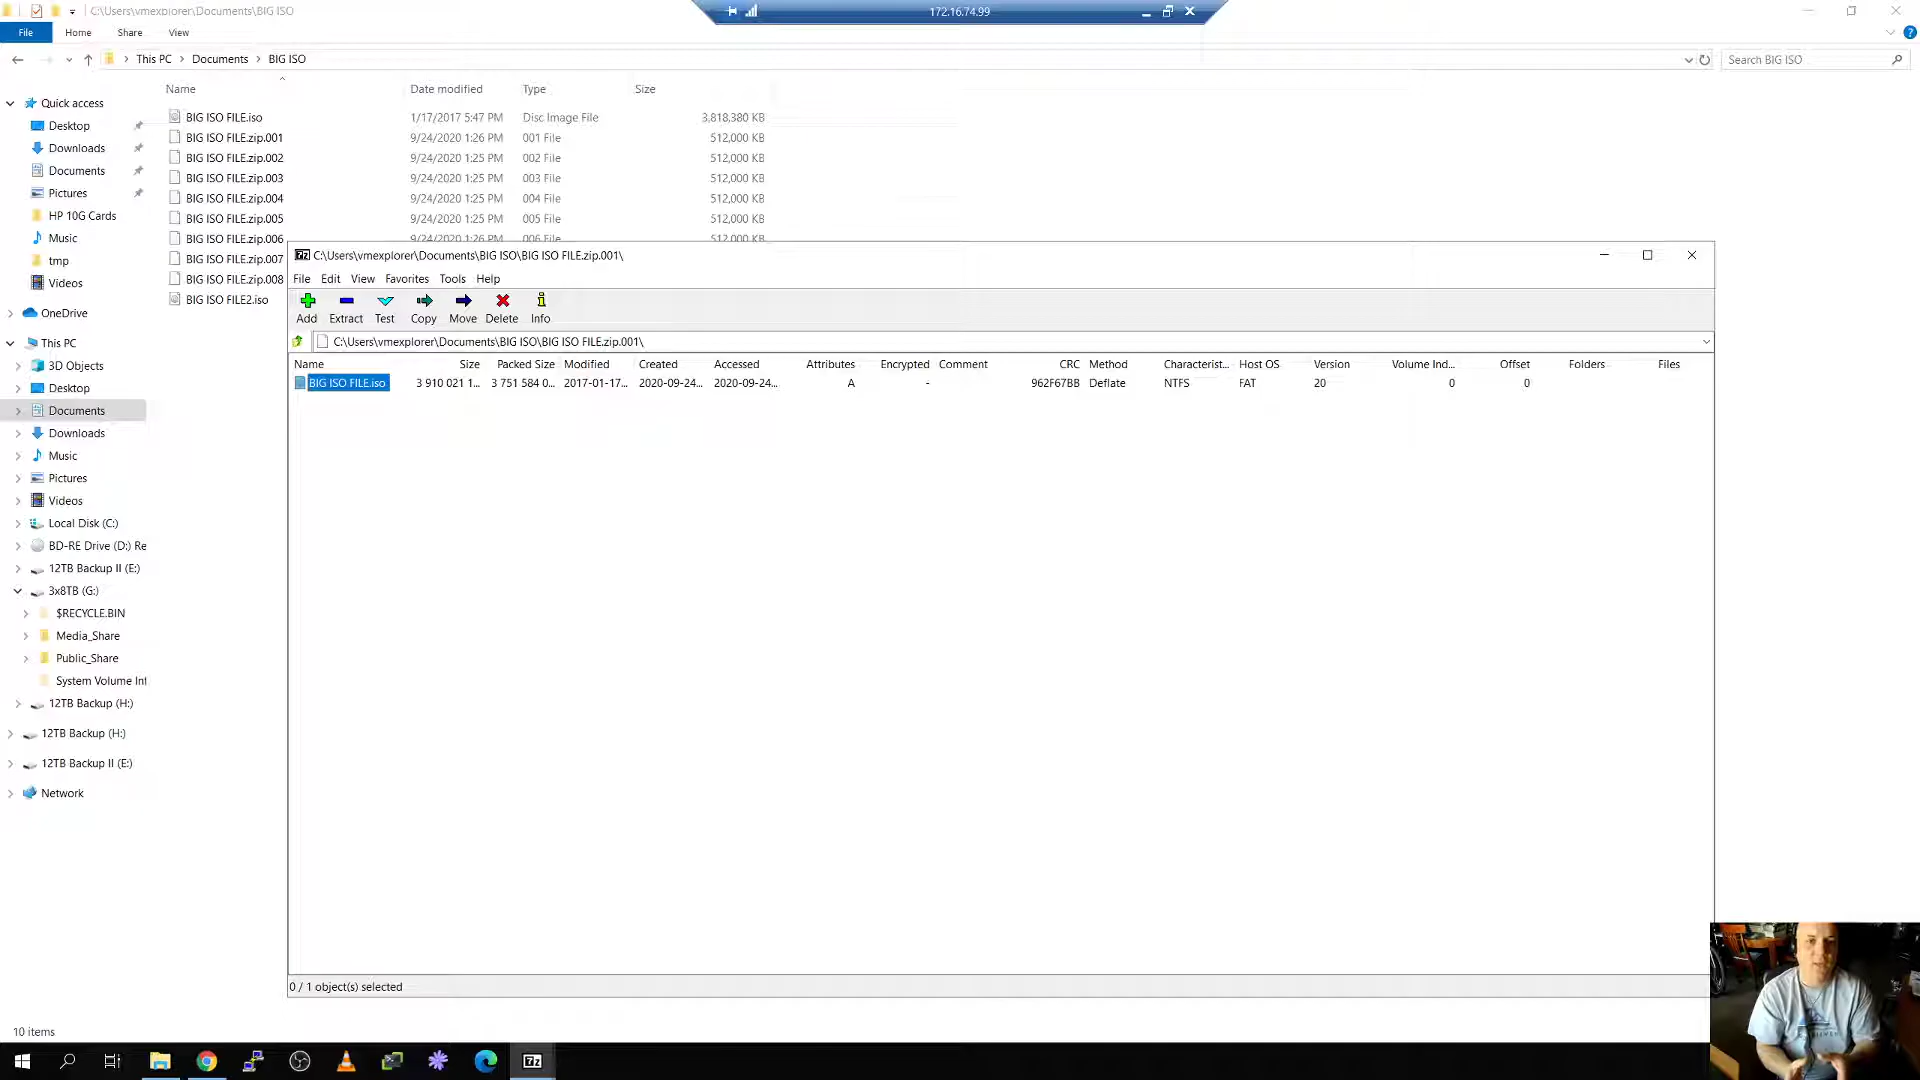 C:\Users\vmexplorer\Documents\BIG ISO
172.16.74.99
File Home Share View
This PC Documents BIG ISO
Search BIG ISO
Name Date modified Type Size
Quick access
Desktop
Downloads
Documents
Pictures
HP 10G Cards
Music
tmp
Videos
OneDrive
This PC
3D Objects
Desktop
Documents
Downloads
Music
Pictures
Videos
Local Disk (C:)
BD-RE Drive (D:) Re
12TB Backup II (E:)
3x8TB (G:)
$RECYCLE.BIN
Media_Share
Public_Share
System Volume Inf
12TB Backup (H:)
12TB Backup (H:)
12TB Backup II (E:)
Network
BIG ISO FILE.iso 1/17/2017 5:47 PM Disc Image File 3,818,380 KB
BIG ISO FILE.zip.001 9/24/2020 1:26 PM 001 File 512,000 KB
BIG ISO FILE.zip.002 9/24/2020 1:25 PM 002 File 512,000 KB
BIG ISO FILE.zip.003 9/24/2020 1:25 PM 003 File 512,000 KB
BIG ISO FILE.zip.004 9/24/2020 1:25 PM 004 File 512,000 KB
BIG ISO FILE.zip.005 9/24/2020 1:25 PM 005 File 512,000 KB
BIG ISO FILE.zip.006 9/24/2020 1:25 PM 006 File 512,000 KB
BIG ISO FILE.zip.007
BIG ISO FILE.zip.008
BIG ISO FILE2.iso
7z C:\Users\vmexplorer\Documents\BIG ISO\BIG ISO FILE.zip.001\
File Edit View Favorites Tools Help
Add Extract Test Copy Move Delete Info
C:\Users\vmexplorer\Documents\BIG ISO\BIG ISO FILE.zip.001\
Name Size Packed Size Modified Created Accessed Attributes Encrypted Comment CRC Method Characterist... Host OS Version Volume Ind... Offset Folders Files
BIG ISO FILE.iso 3 910 021 1... 3 751 584 0... 2017-01-17... 2020-09-24... 2020-09-24... A - 962F67BB Deflate NTFS FAT 20 0 0
0 / 1 object(s) selected
10 items
7z